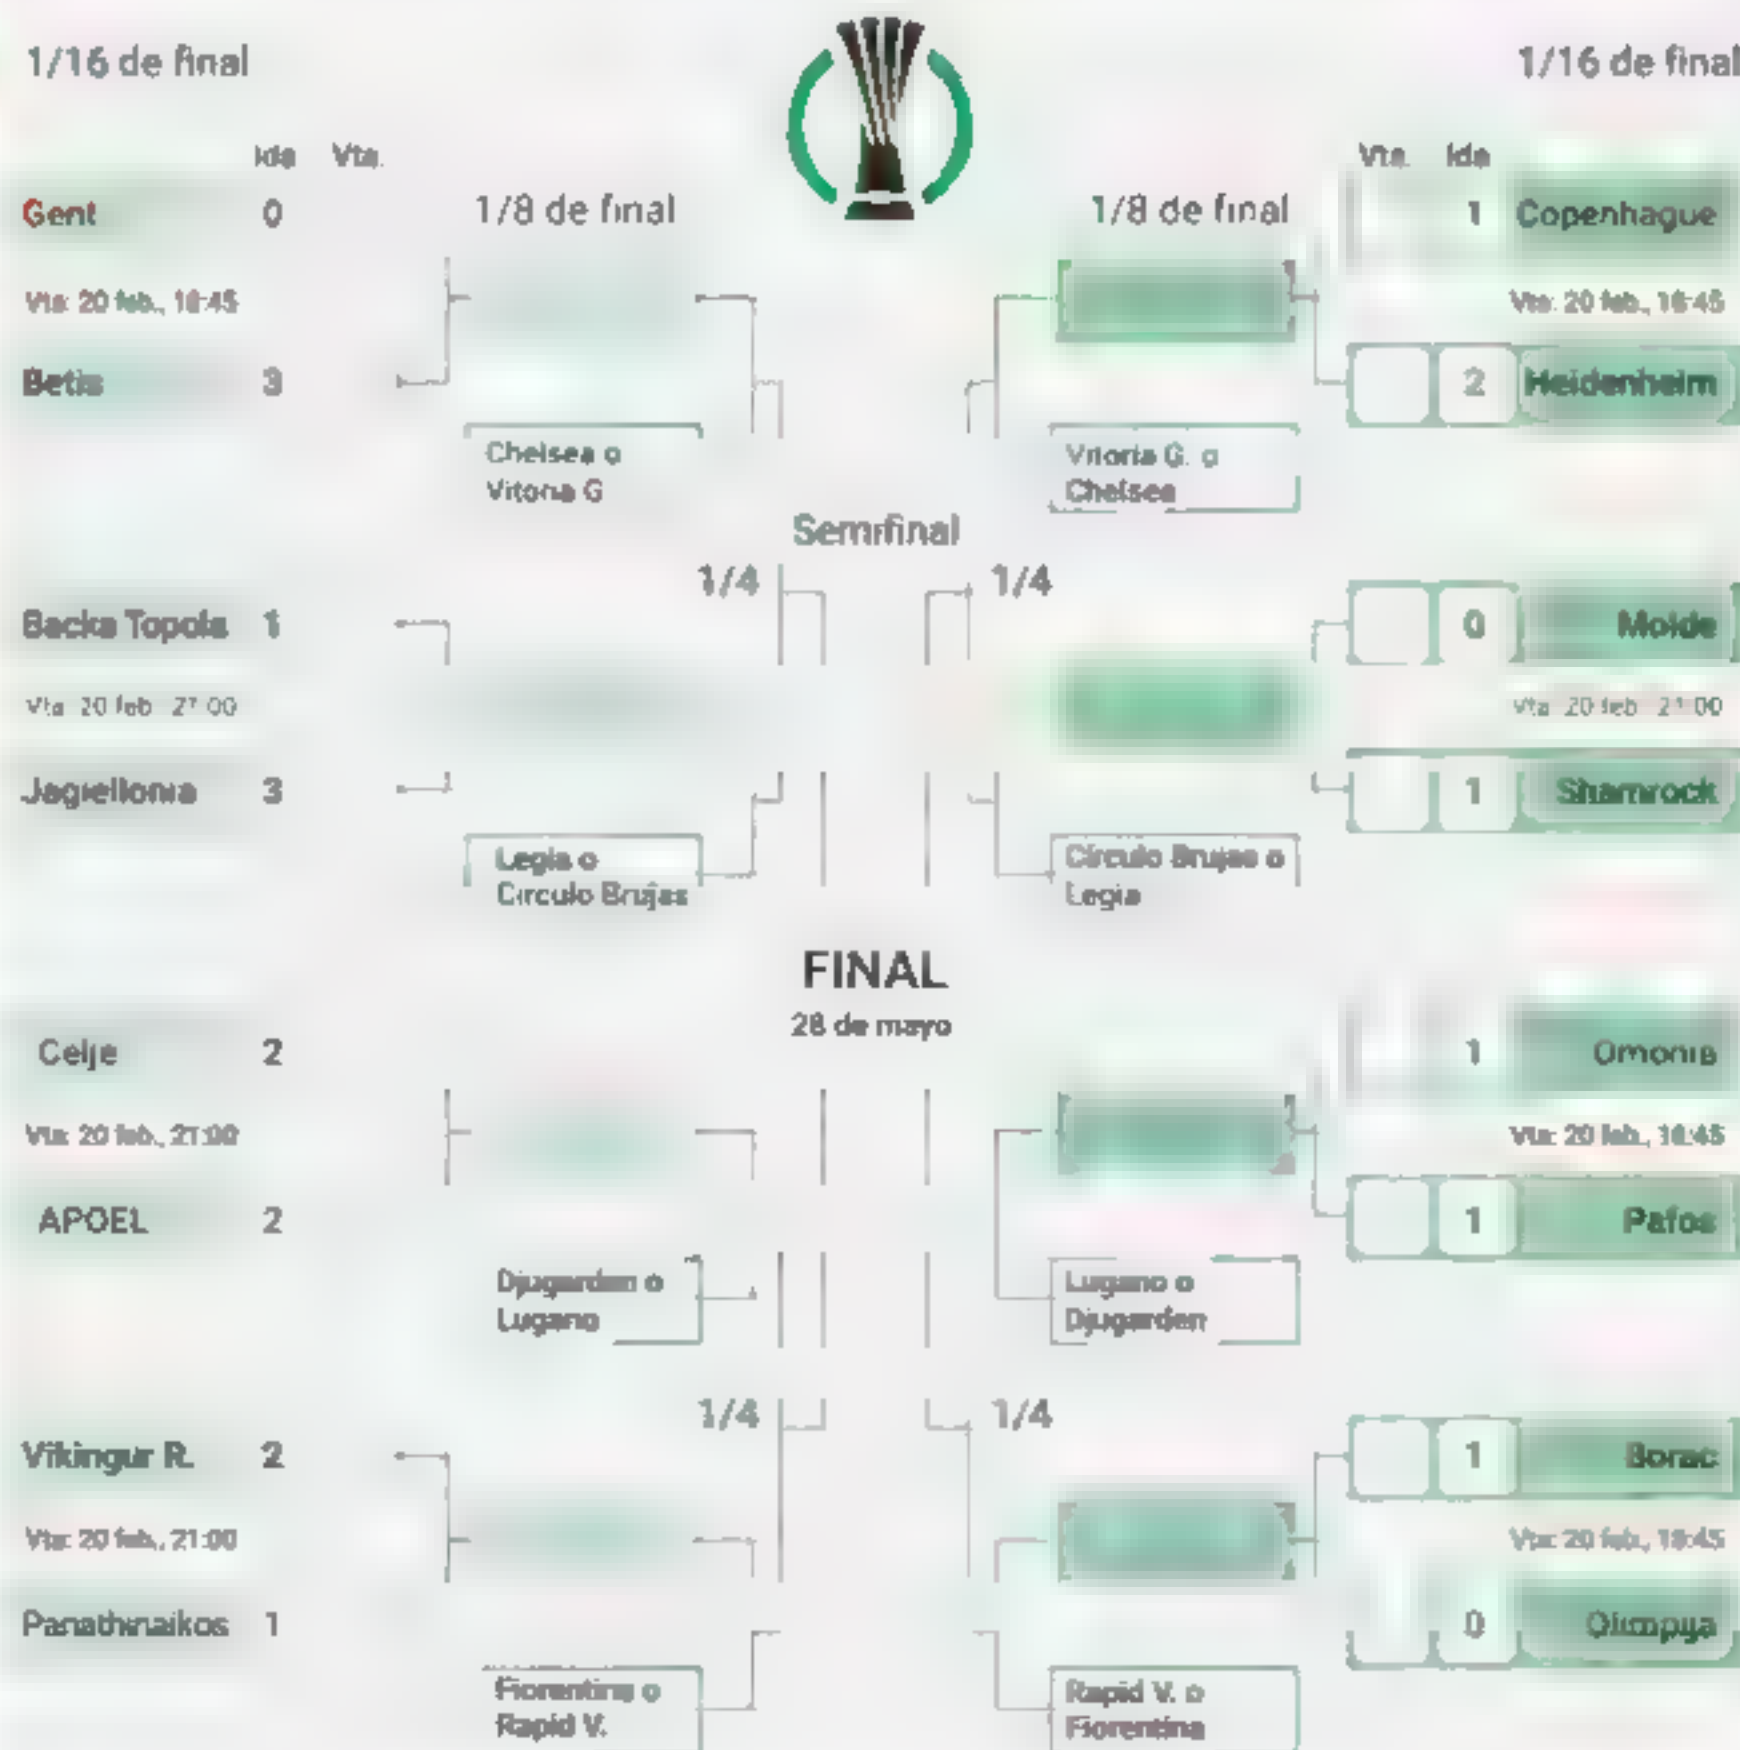 1/16 de final
1/16 de final
Ida Vta.
Vta. Ida
Gent 0
1/8 de final
1/8 de final
1 Copenhague
Vta: 20 feb., 18:45
Vta: 20 feb., 18:45
Betis 3
2 Heidenheim
Chelsea o
Vitoria G
Vitoria G. o
Chelsea
Semifinal
1/4
1/4
Backa Topola 1
0 Molde
Vta: 20 feb 21:00
Vta: 20 feb 21:00
Jagiellonia 3
1 Shamrock
Legia o
Círculo Brujas
Círculo Brujas o
Legia
FINAL
28 de mayo
Celje 2
1 Omonia
Vta: 20 feb., 21:00
Vta: 20 feb., 18:45
APOEL 2
1 Pafos
Djugarden o
Lugano
Lugano o
Djugarden
1/4
1/4
Vikingur R. 2
1 Borac
Vta: 20 feb., 21:00
Vta: 20 feb., 18:45
Panathinaikos 1
0 Olimpija
Fiorentina o
Rapid V.
Rapid V. o
Fiorentina